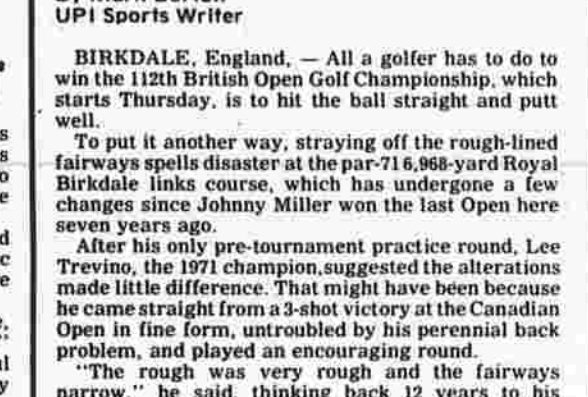 UPI Sports Writer
BIRKDALE, England, — All a golfer has to do to
win the 112th British Open Golf Championship, which
starts Thursday, is to hit the ball straight and putt
well.
To put it another way, straying off the rough-lined
fairways spells disaster at the par-71 6,968-yard Royal
Birkdale links course, which has undergone a few
changes since Johnny Miller won the last Open here
seven years ago.
After his only pre-tournament practice round, Lee
Trevino, the 1971 champion,suggested the alterations
made little difference. That might have been because
he came straight from a 3-shot victory at the Canadian
Open in fine form, untroubled by his perennial back
problem, and played an encouraging round.
"The rough was very rough and the fairways
narrow," he said, thinking back 12 years to his